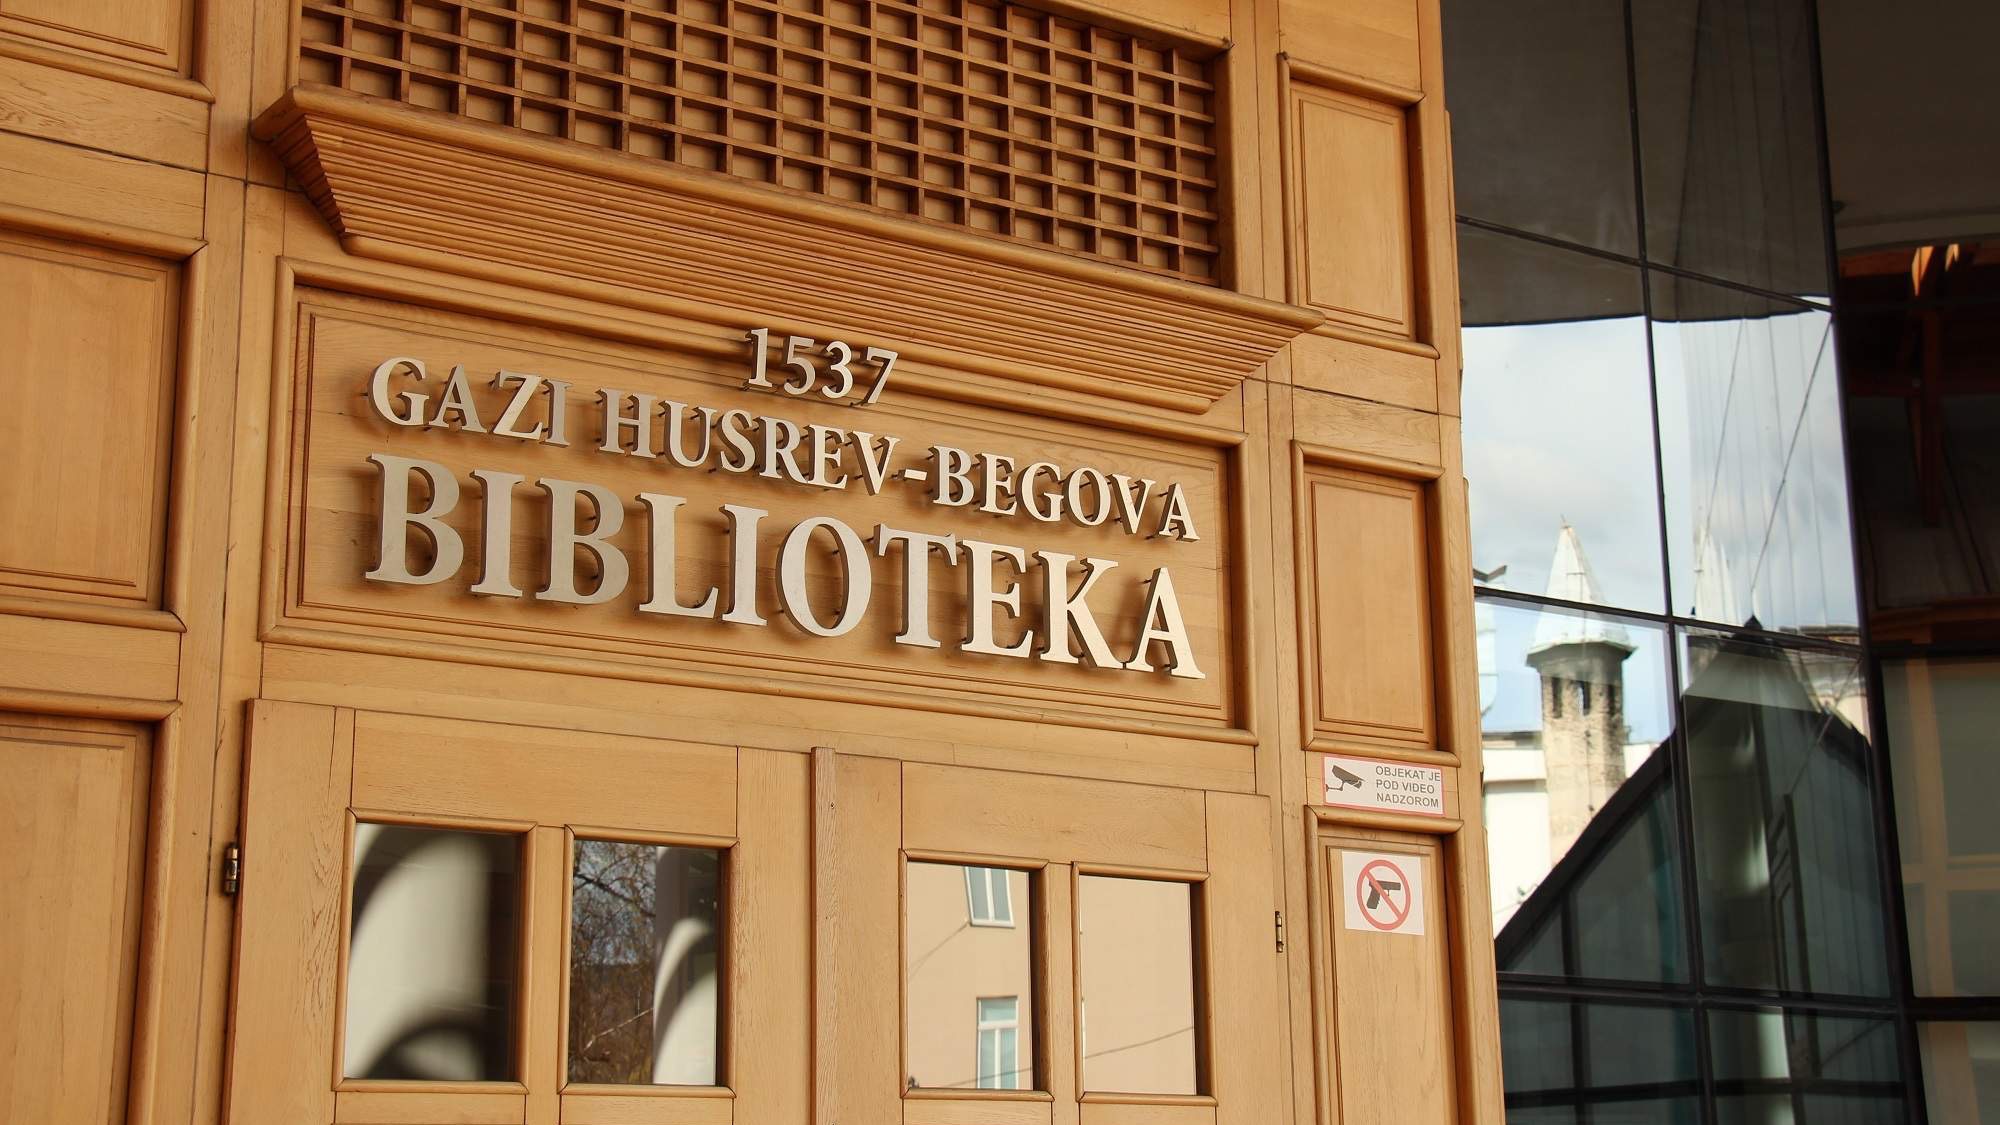 1537
GAZI HUSREV-BEGOVA
BIBLIOTEKA
OBJEKAT JE
POD VIDEO
NADZOROM